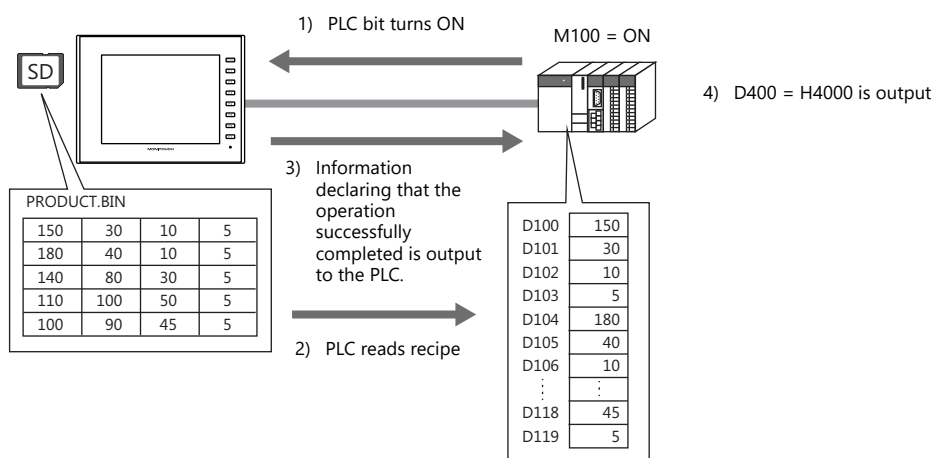 1) PLC bit turns ON
M100 = ON
SD
MONITOUCH
4) D400 = H4000 is output
3) Information
declaring that the
operation
successfully
completed is output
to the PLC.
PRODUCT.BIN
150 30 10 5
180 40 10 5
140 80 30 5
110 100 50 5
100 90 45 5
2) PLC reads recipe
D100 150
D101 30
D102 10
D103 5
D104 180
D105 40
D106 10
D118 45
D119 5